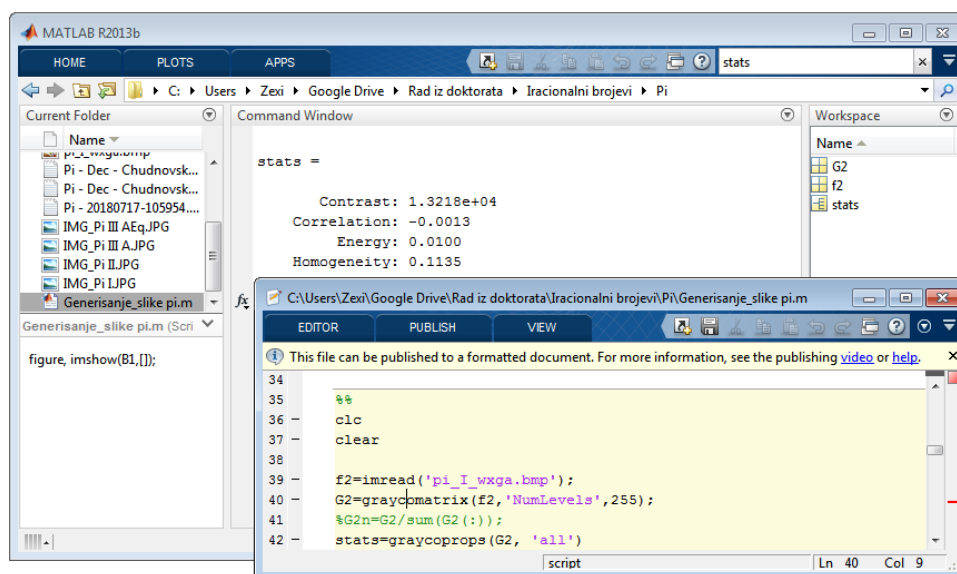 MATLAB R2013b
HOME PLOTS APPS
stats
C: Users Zexi Google Drive Rad iz doktorata Iracionalni brojevi Pi
Current Folder
Name
pi_I_wxga.bmp
Pi - Dec - Chudnovsk...
Pi - Dec - Chudnovsk...
Pi - 20180717-105954....
IMG_Pi III AEq.JPG
IMG_Pi III A.JPG
IMG_Pi II.JPG
IMG_Pi I.JPG
Generisanje_slike pi.m
Generisanje_slike pi.m (Scri
figure, imshow(B1,[]);
Command Window
stats =
Contrast: 1.3218e+04
Correlation: -0.0013
Energy: 0.0100
Homogeneity: 0.1135
fx
Workspace
Name
G2
f2
stats
C:\Users\Zexi\Google Drive\Rad iz doktorata\Iracionalni brojevi\Pi\Generisanje_slike pi.m
EDITOR PUBLISH VIEW
This file can be published to a formatted document. For more information, see the publishing video or help.
34
35 %%
36 - clc
37 - clear
38
39 - f2=imread('pi_I_wxga.bmp');
40 - G2=graycomatrix(f2,'NumLevels',255);
41 %G2n=G2/sum(G2(:));
42 - stats=graycoprops(G2, 'all')
script Ln 40 Col 9